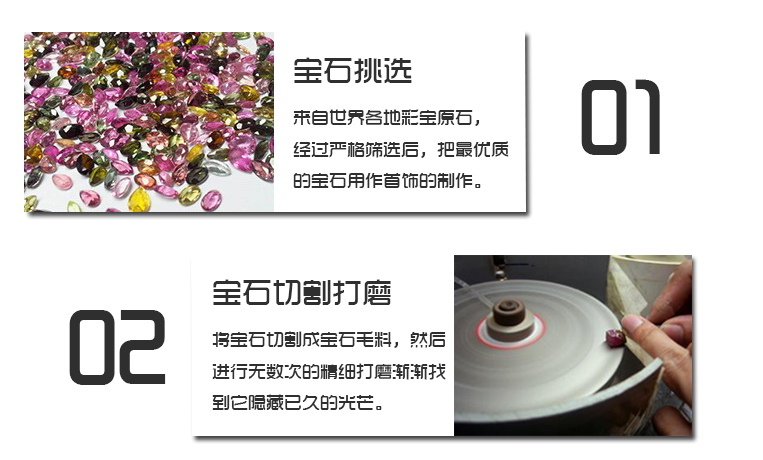 宝石挑选
来自世界各地彩宝原石，
经过严格筛选后，把最优质
的宝石用作首饰的制作。
01
02
宝石切割打磨
将宝石切割成宝石毛料，然后
进行无数次的精细打磨渐渐找
到它隐藏已久的光芒。